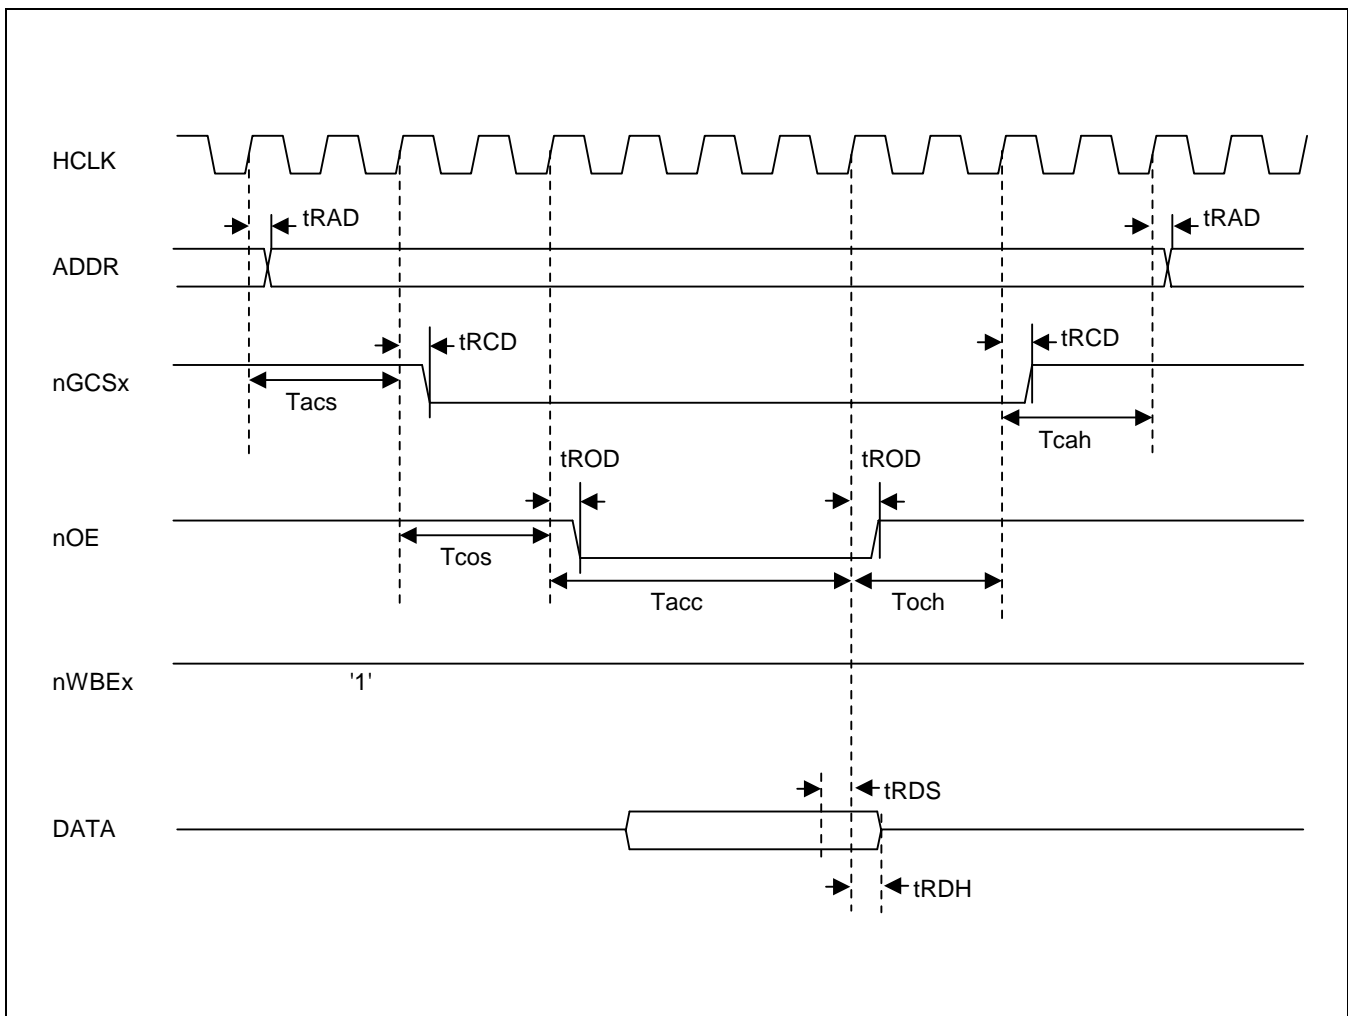 HCLK
tRAD
tRAD
ADDR
tRCD
tRCD
nGCSx
Tacs
Tcah
tROD
tROD
nOE
Tcos
Tacc
Toch
nWBEx
'1'
tRDS
DATA
tRDH